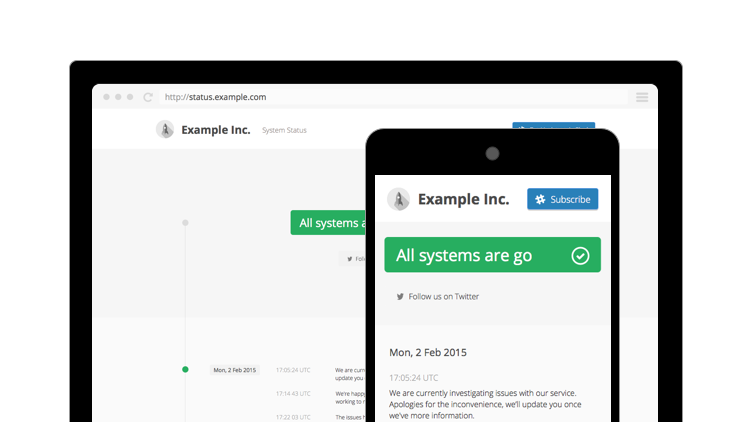 http://status.example.com
Example Inc. System Status
All systems a
Follo
Mon, 2 Feb 2015 17:05:24 UTC We are curr
update you
17:14:43 UTC We're happy
working to r
17:22:03 UTC The issues h
Example Inc. Subscribe
All systems are go
Follow us on Twitter
Mon, 2 Feb 2015
17:05:24 UTC
We are currently investigating issues with our service.
Apologies for the inconvenience, we'll update you once
we've more information.